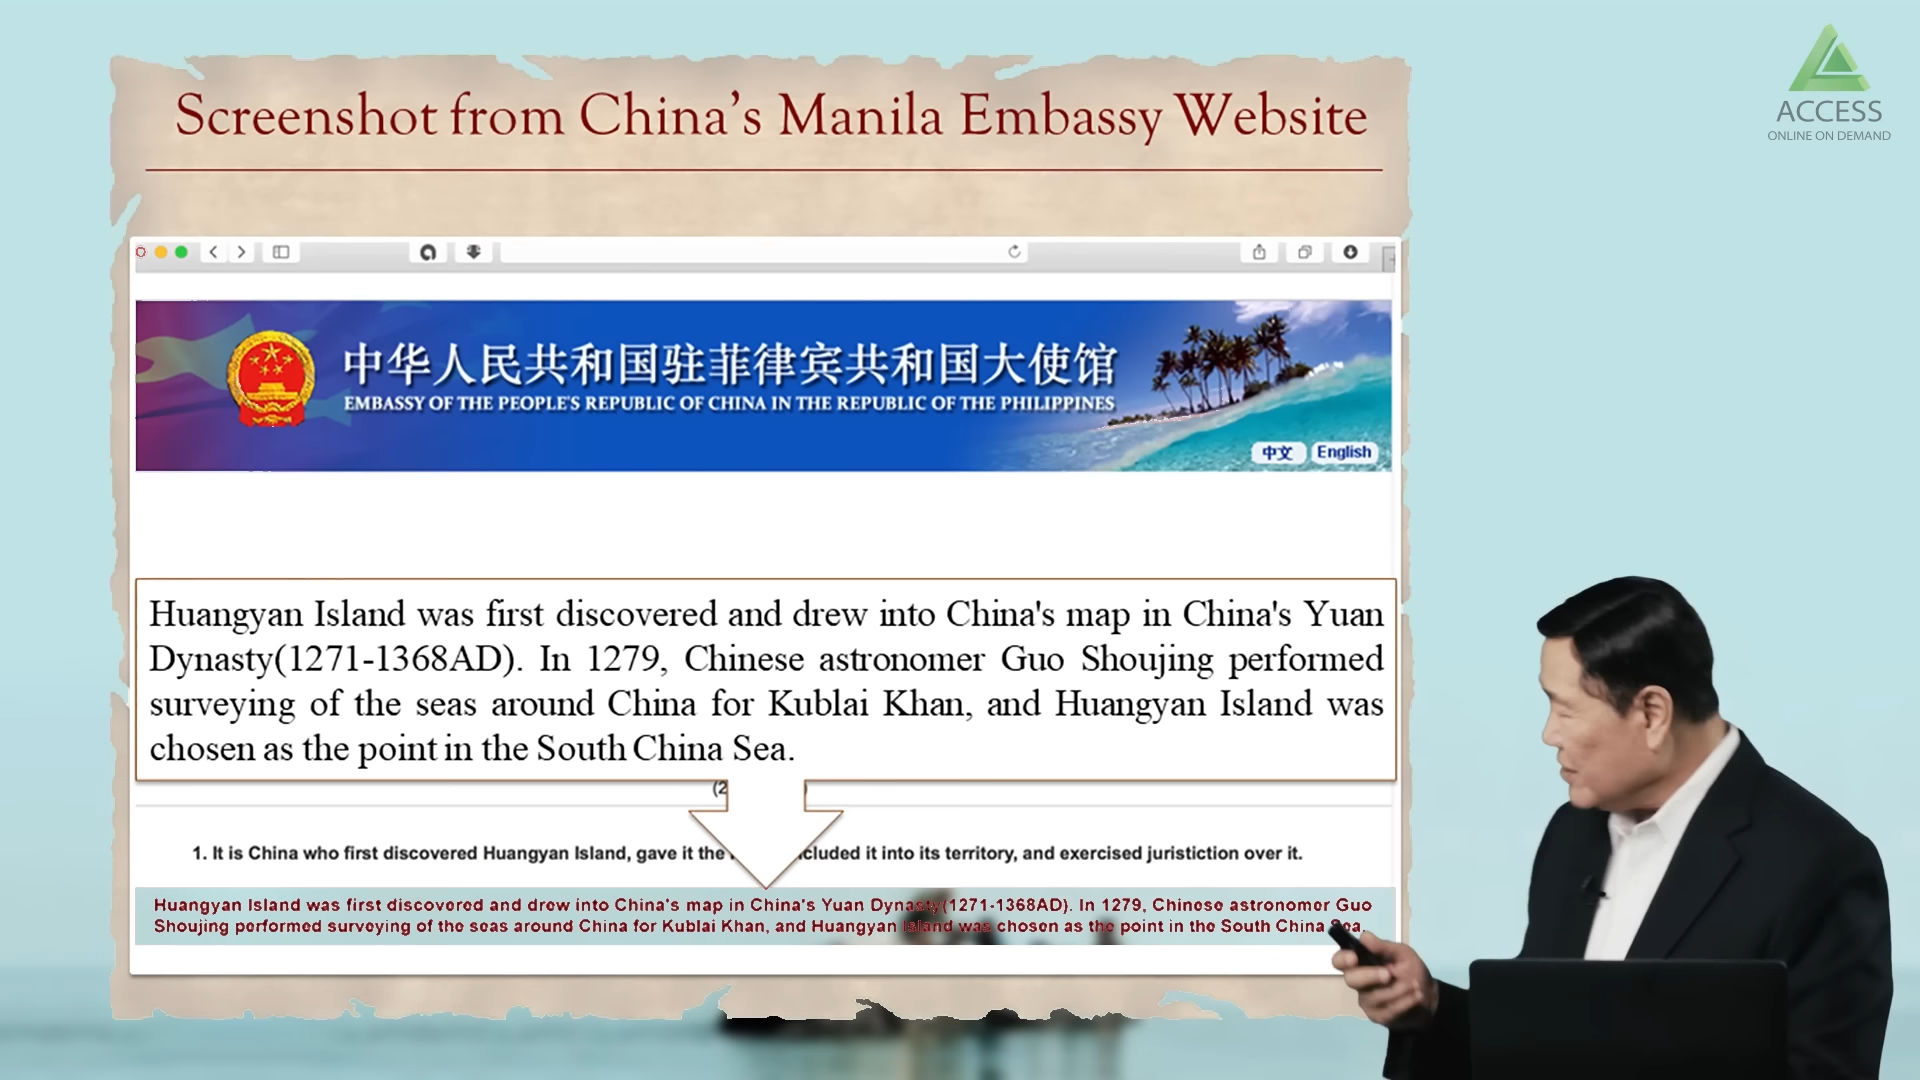 Screenshot from China's Manila Embassy Website
ACCESS
ONLINE ON DEMAND
中华人民共和国驻菲律宾共和国大使馆
EMBASSY OF THE PEOPLE'S REPUBLIC OF CHINA IN THE REPUBLIC OF THE PHILIPPINES
中文 English
Huangyan Island was first discovered and drew into China's map in China's Yuan
Dynasty(1271-1368AD). In 1279, Chinese astronomer Guo Shoujing performed
surveying of the seas around China for Kublai Khan, and Huangyan Island was
chosen as the point in the South China Sea.
1. It is China who first discovered Huangyan Island, gave it the it into its territory, and exercised juristiction over it.
Huangyan Island was first discovered and drew into China's map in China's Yuan Dynasty(1271-1368AD). In 1279, Chinese astronomer Guo
Shoujing performed surveying of the seas around China for Kublai Khan, and Huangyan Island was chosen as the point in the South China Sea.